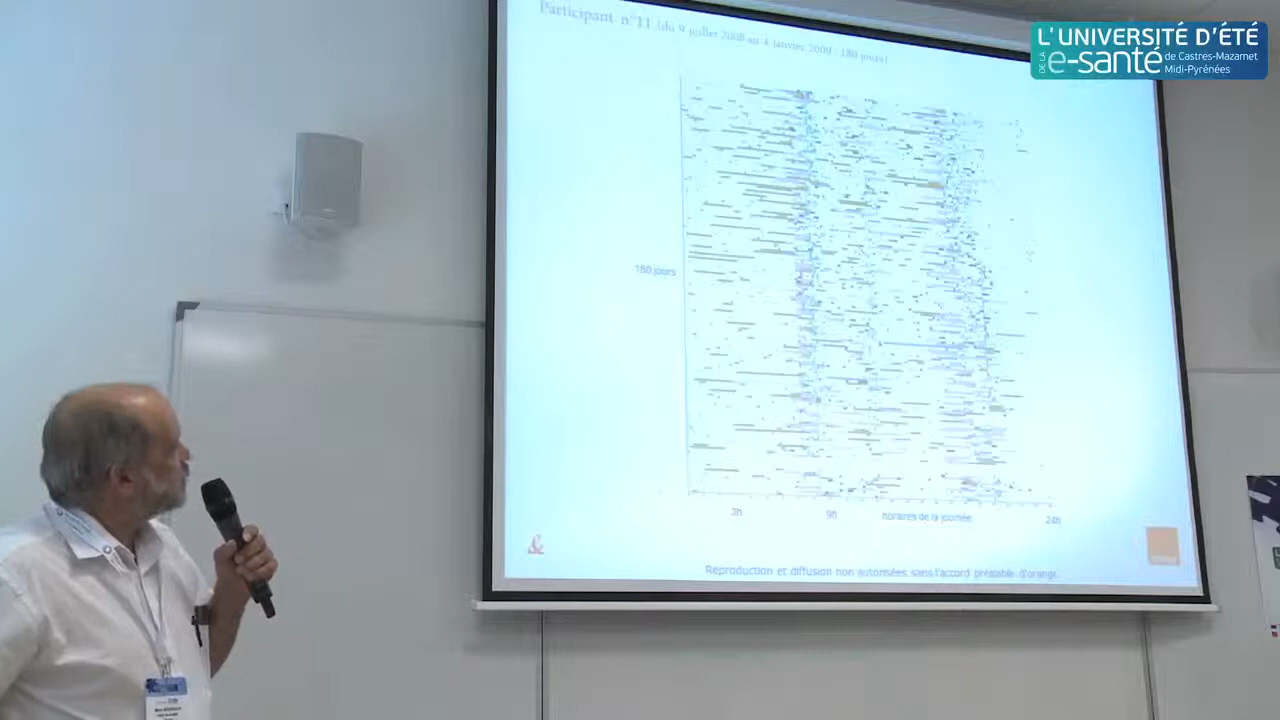 Participant n°11 (du 9 juillet 2008 au 4 janvier 2009 : 180 jours)
L'UNIVERSITÉ D'ÉTÉ
DE LA e-santé de Castres-Mazamet
Midi-Pyrénées
180 jours
3h 9h horaires de la journée 24h
&
Reproduction et diffusion non autorisées sans l'accord préalable d'orange.